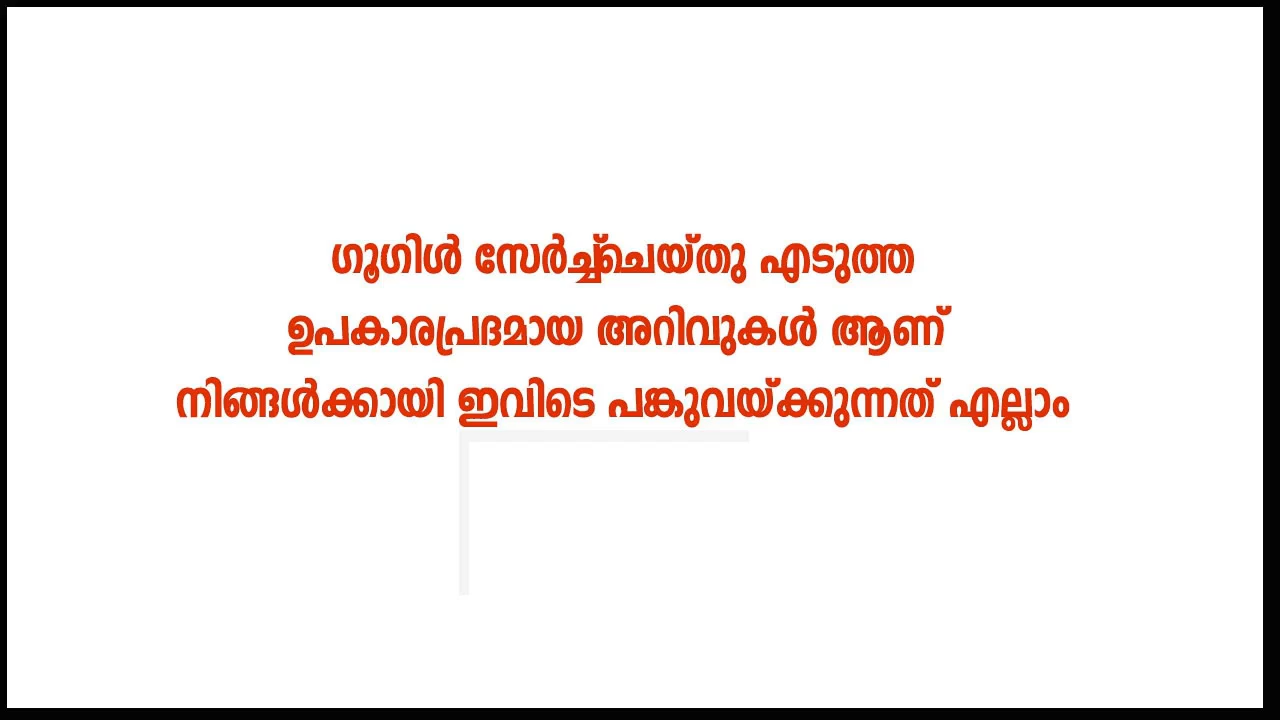 ഗൂഗിൾ സേർച്ച്ചെയ്തു എടുത്ത
ഉപകാരപ്രദമായ അറിവുകൾ ആണ്
നിങ്ങൾക്കായി ഇവിടെ പങ്കുവയ്ക്കുന്നത് എല്ലാം